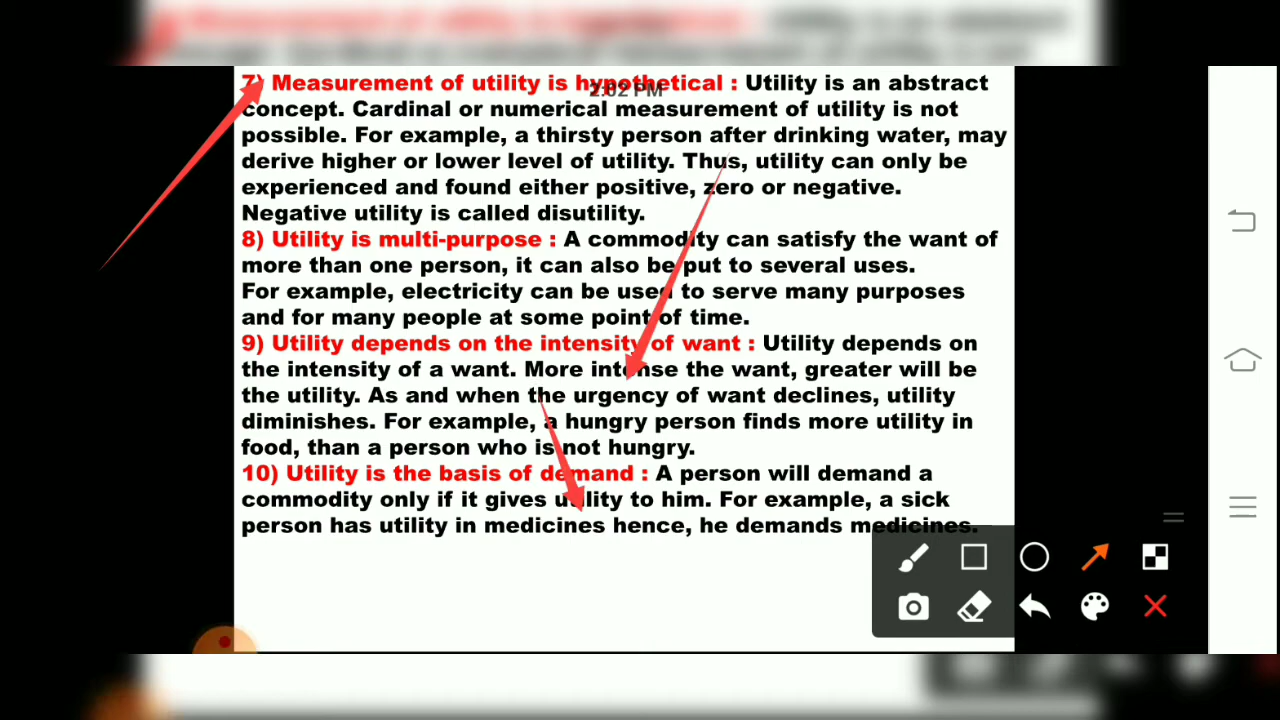 7) Measurement of utility is hypothetical : Utility is an abstract
2:02 PM
concept. Cardinal or numerical measurement of utility is not
possible. For example, a thirsty person after drinking water, may
derive higher or lower level of utility. Thus, utility can only be
experienced and found either positive, zero or negative.
Negative utility is called disutility.
8) Utility is multi-purpose : A commodity can satisfy the want of
more than one person, it can also be put to several uses.
For example, electricity can be used to serve many purposes
and for many people at some point of time.
9) Utility depends on the intensity of want : Utility depends on
the intensity of a want. More intense the want, greater will be
the utility. As and when the urgency of want declines, utility
diminishes. For example, a hungry person finds more utility in
food, than a person who is not hungry.
10) Utility is the basis of demand : A person will demand a
commodity only if it gives utility to him. For example, a sick
person has utility in medicines hence, he demands medicines.